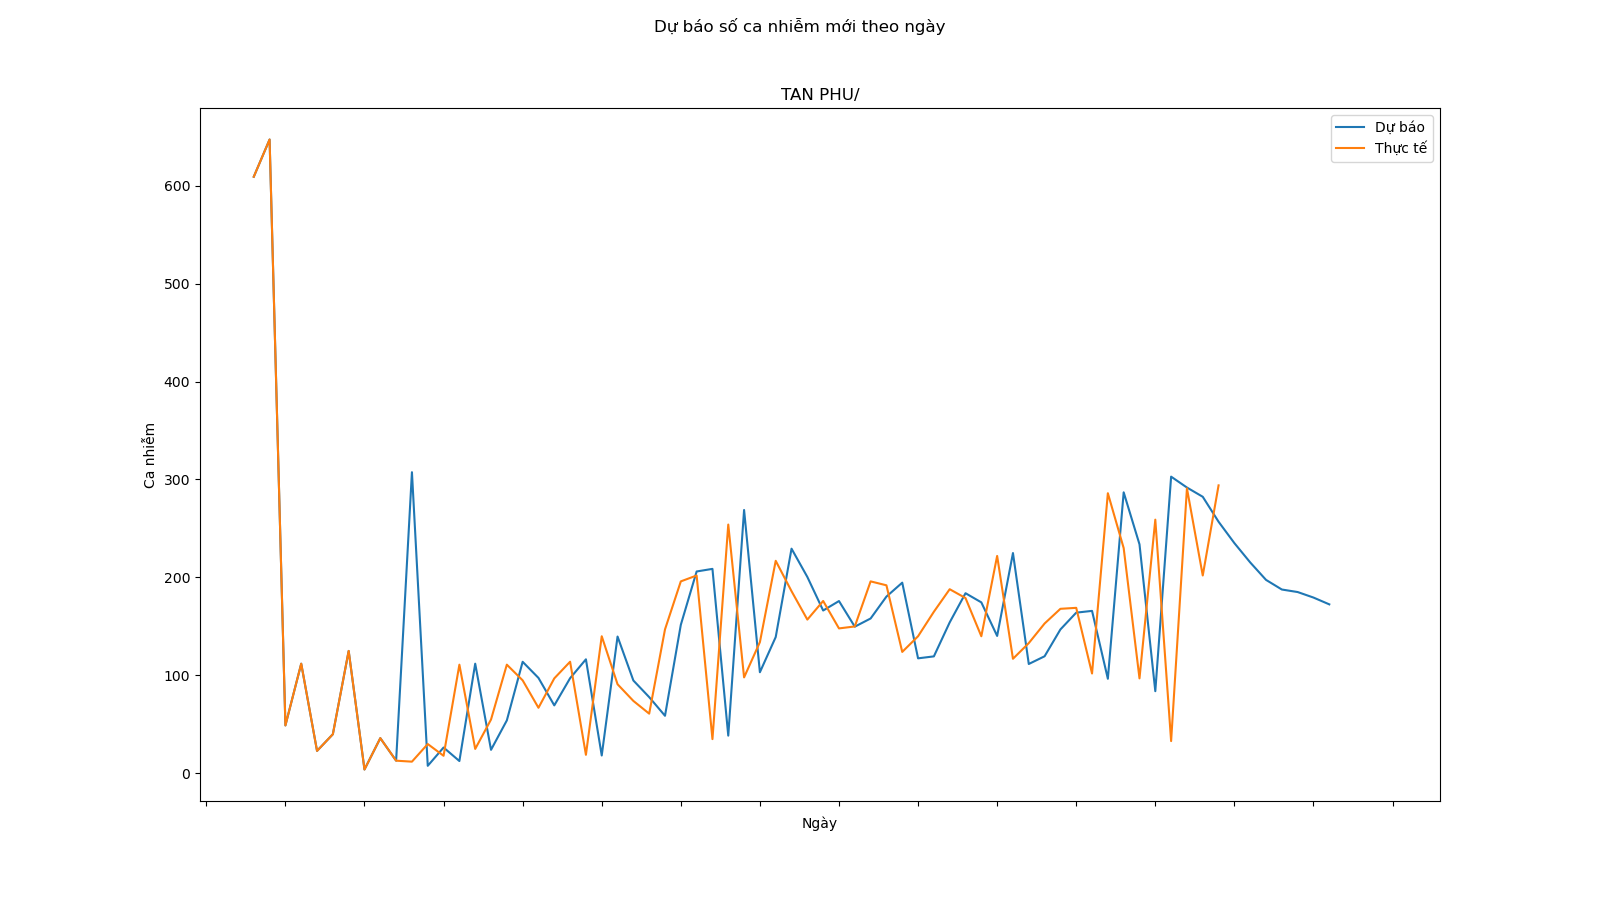 Dự báo số ca nhiễm mới theo ngày
TAN PHU/
Dự báo
Thực tế
600
500
400
300
200
100
0
Ca nhiễm
Ngày